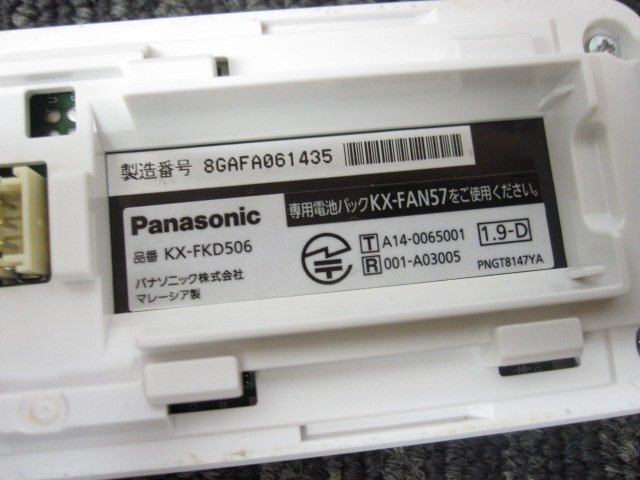 製造番号 8GAFA061435
専用電池パックKX-FAN57をご使用ください。
Panasonic
品番 KX-FKD506
パナソニック株式会社
マレーシア製
T A14-0065001
R 001-A03005
1.9-D
PNGT8147YA